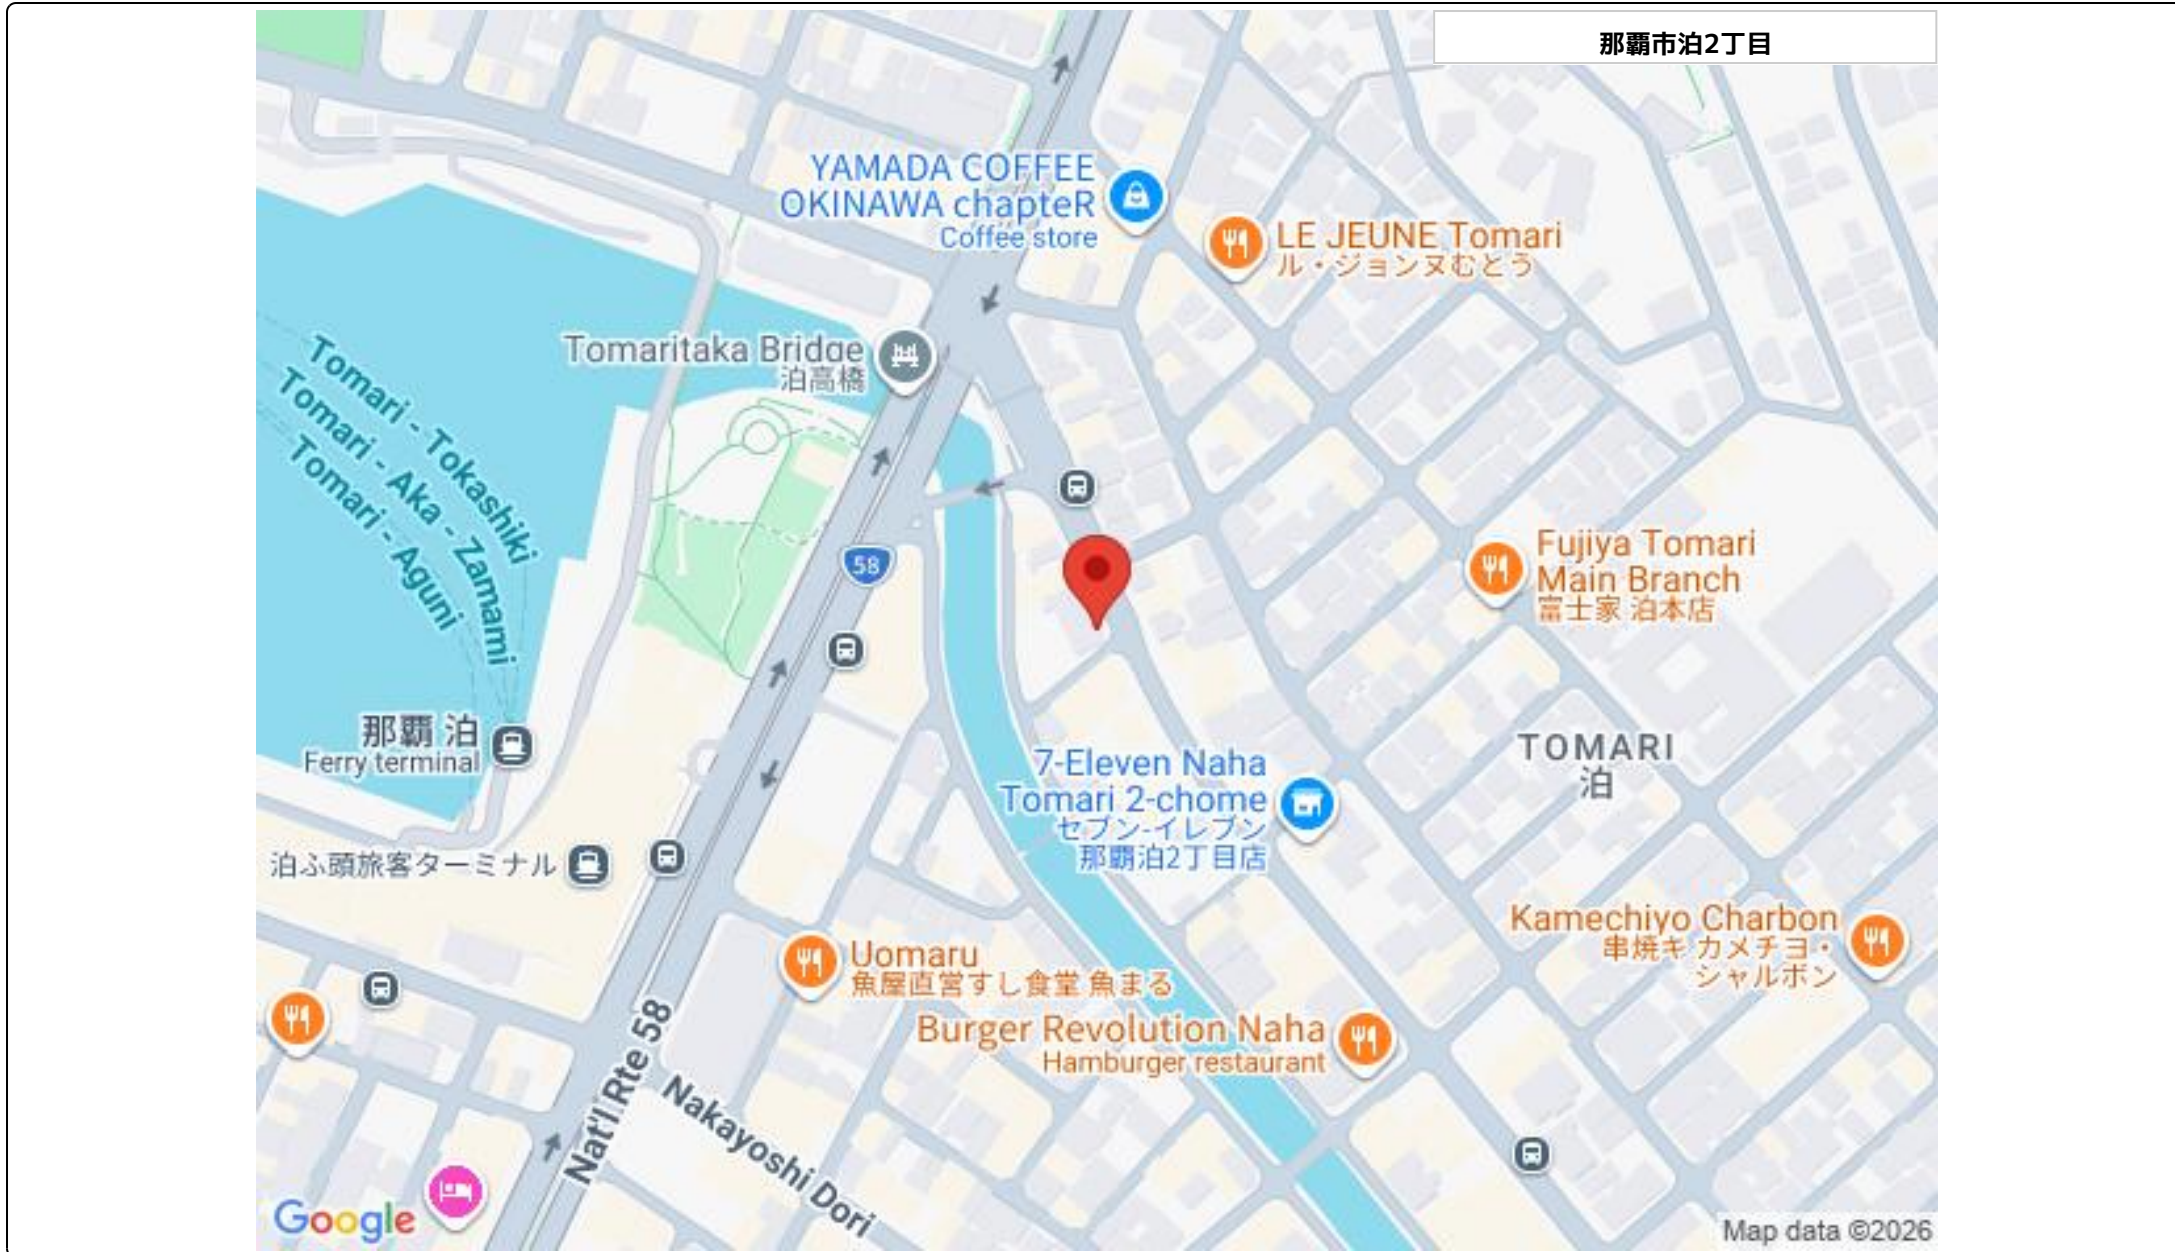 那覇市泊2丁目
YAMADA COFFEE
OKINAWA chapteR
Coffee store
LE JEUNE Tomari
ル・ジョンヌむとう
Tomaritaka Bridge
泊高橋
Tomari - Tokashiki
Tomari - Aka - Zamami
Tomari - Aguni
58
Fujiya Tomari
Main Branch
富士家 泊本店
那覇 泊
Ferry terminal
TOMARI
泊
7-Eleven Naha
Tomari 2-chome
セブン-イレブン
那覇泊2丁目店
泊ふ頭旅客ターミナル
Kamechiyo Charbon
串焼キ カメチヨ・
シャルボン
Uomaru
魚屋直営すし食堂 魚まる
Burger Revolution Naha
Hamburger restaurant
Nat'l Rte 58
Nakayoshi Dori
Google
Map data ©2026